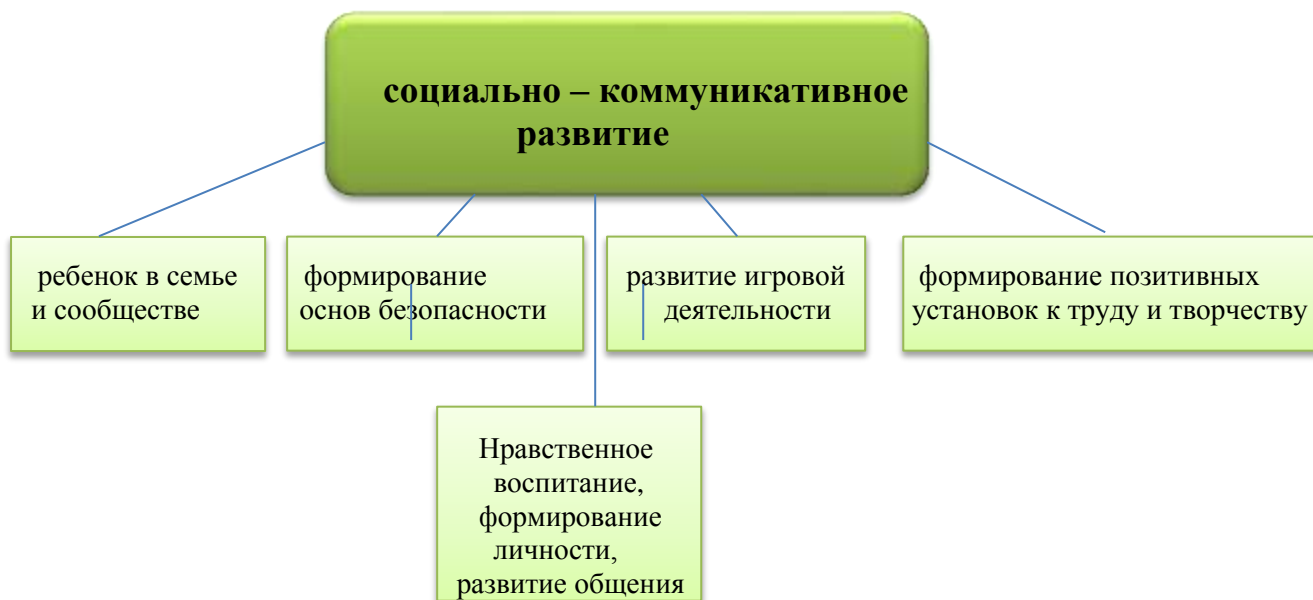 социально – коммуникативное
развитие
ребенок в семье
и сообществе
формирование
основ безопасности
развитие игровой
деятельности
формирование позитивных
установок к труду и творчеству
Нравственное
воспитание,
формирование
личности,
развитие общения